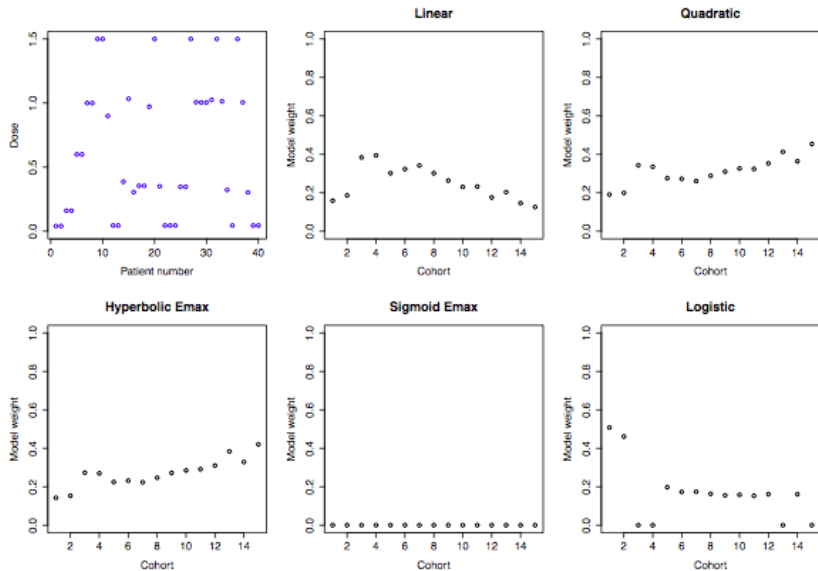 Linear
Quadratic
Dose
0.0 0.5 1.0 1.5
0 10 20 30 40
Patient number
Model weight
0.0 0.2 0.4 0.6 0.8 1.0
2 4 6 8 10 12 14
Cohort
Model weight
0.0 0.2 0.4 0.6 0.8 1.0
2 4 6 8 10 12 14
Cohort
Hyperbolic Emax
Sigmoid Emax
Logistic
Model weight
0.0 0.2 0.4 0.6 0.8 1.0
2 4 6 8 10 12 14
Cohort
Model weight
0.0 0.2 0.4 0.6 0.8 1.0
2 4 6 8 10 12 14
Cohort
Model weight
0.0 0.2 0.4 0.6 0.8 1.0
2 4 6 8 10 12 14
Cohort